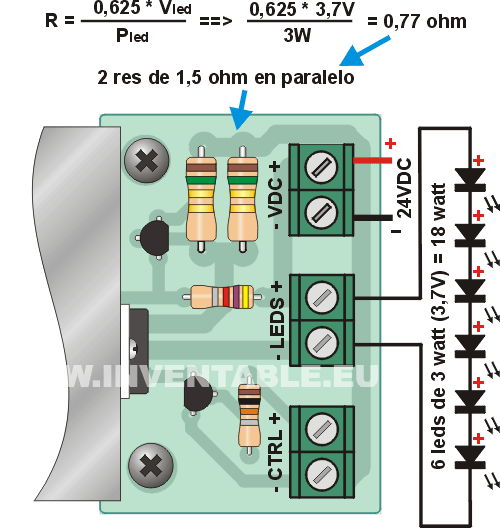 R = 0,625 * Vled / Pled ==> 0,625 * 3,7V / 3W = 0,77 ohm
2 res de 1,5 ohm en paralelo
- VDC +
+
-
24VDC
- LEDS +
- CTRL +
6 leds de 3 watt (3,7V) = 18 watt
+
+
+
+
+
+
W.INVENTABLE.EU